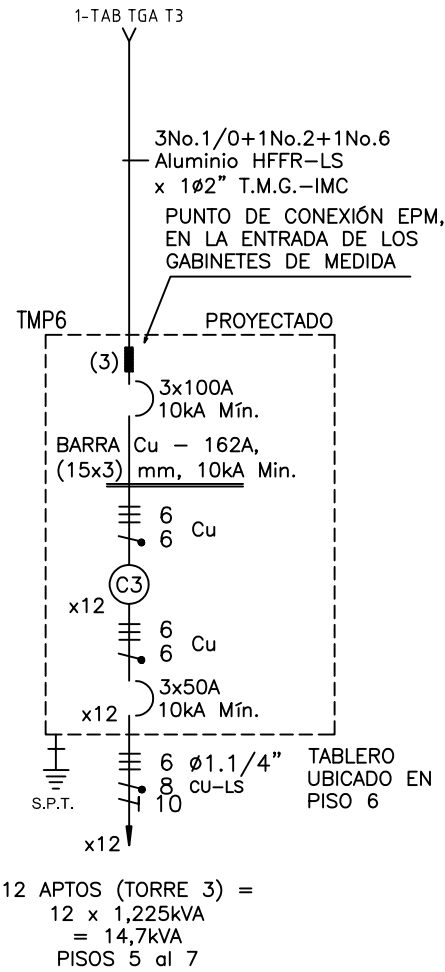 1-TAB TGA T3
3No.1/0+1No.2+1No.6
Aluminio HFFR-LS
x 1ø2" T.M.G.-IMC
PUNTO DE CONEXIÓN EPM,
EN LA ENTRADA DE LOS
GABINETES DE MEDIDA
TMP6 PROYECTADO
(3)
3x100A
10kA Mín.
BARRA Cu - 162A,
(15x3) mm, 10kA Min.
6
6 Cu
C3
x12
6
6 Cu
3x50A
x12 10kA Mín.
6 ø1.1/4"
8 CU-LS
10
S.P.T.
TABLERO
UBICADO EN
PISO 6
x12
12 APTOS (TORRE 3) =
12 x 1,225kVA
= 14,7kVA
PISOS 5 al 7